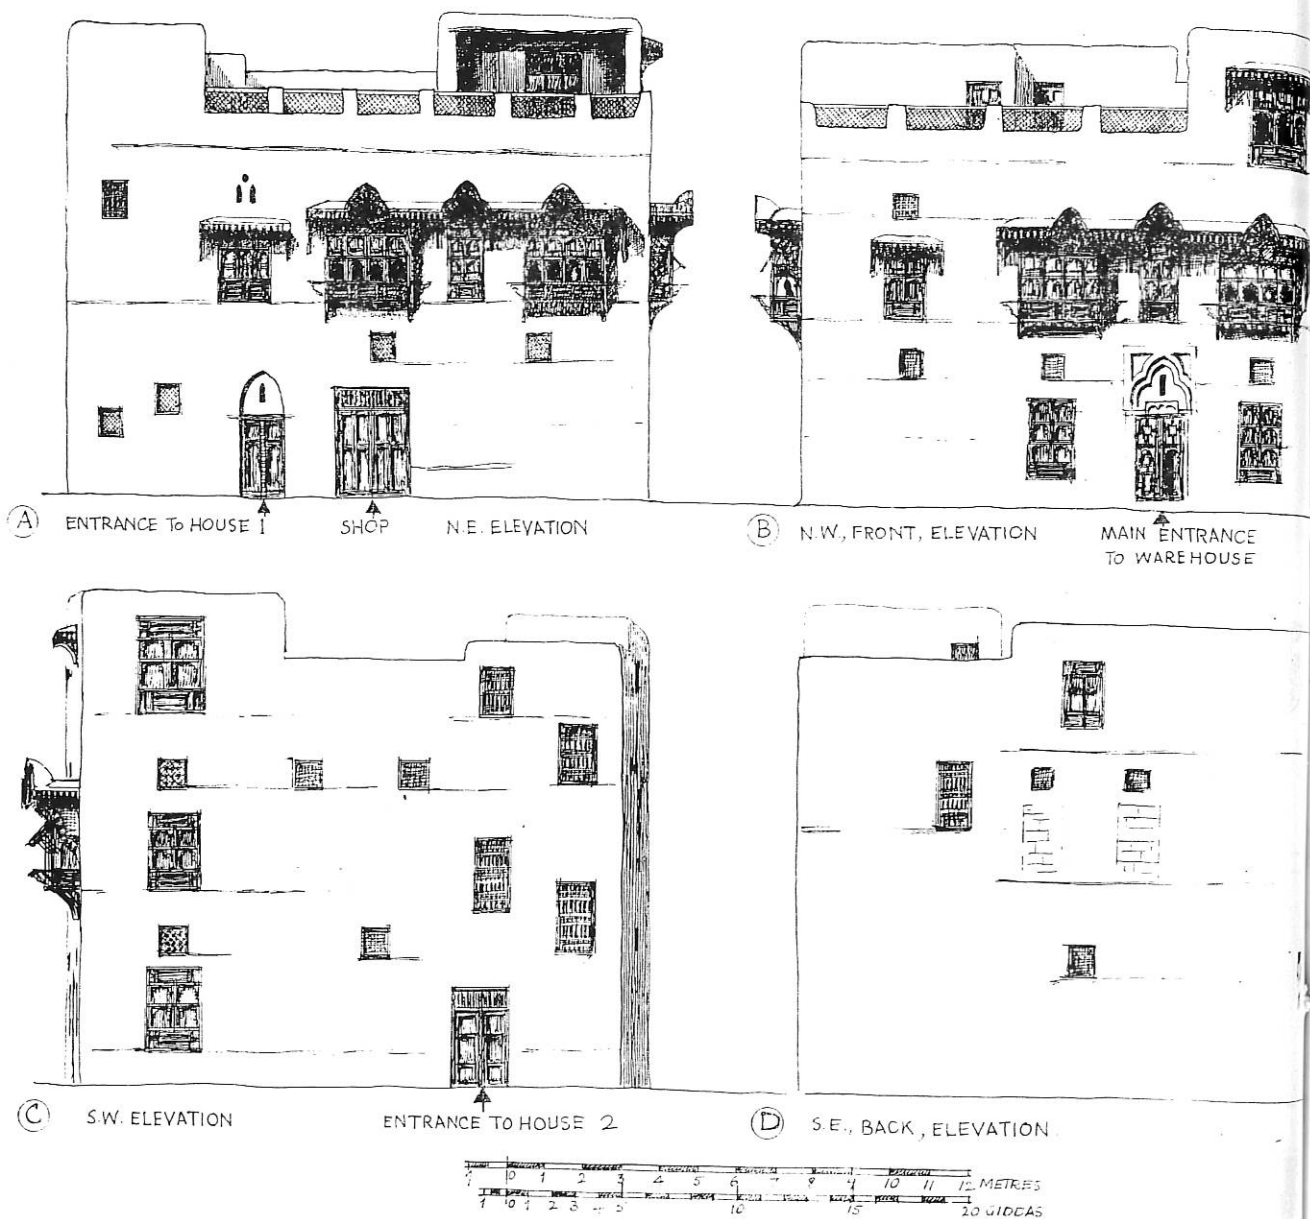 A ENTRANCE TO HOUSE 1 SHOP N.E. ELEVATION
B N.W., FRONT, ELEVATION MAIN ENTRANCE
TO WAREHOUSE
C S.W. ELEVATION ENTRANCE TO HOUSE 2
D S.E., BACK, ELEVATION
1 0 1 2 3 4 5 6 7 8 9 10 11 12 METRES
1 0 1 2 3 4 5 10 15 20 GIDDAS